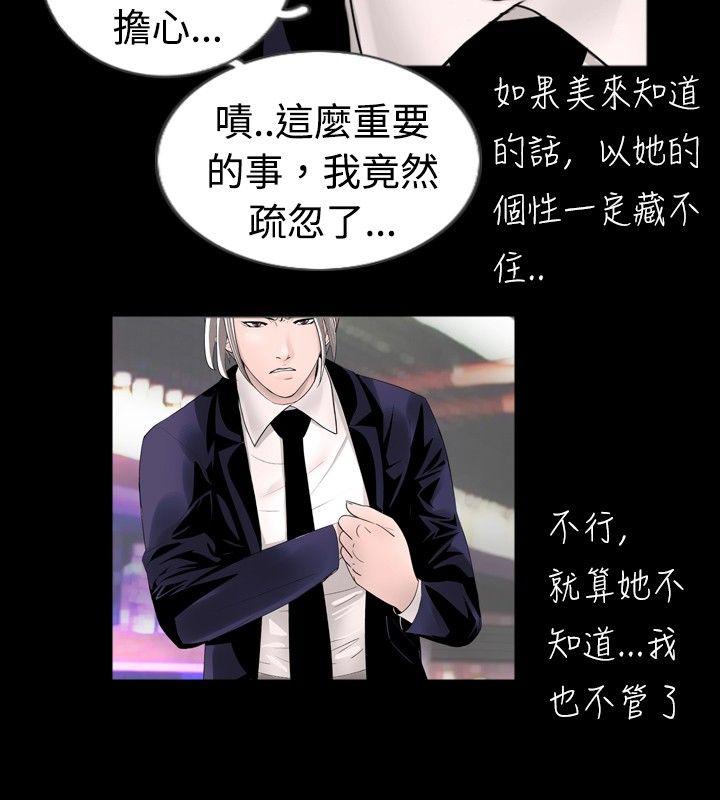 擔心...
嘖..這麼重要
的事，我竟然
疏忽了...
如果美來知道
的話, 以她的
個性一定藏不
住..
不行,
就算她不
知道...我
也不管了